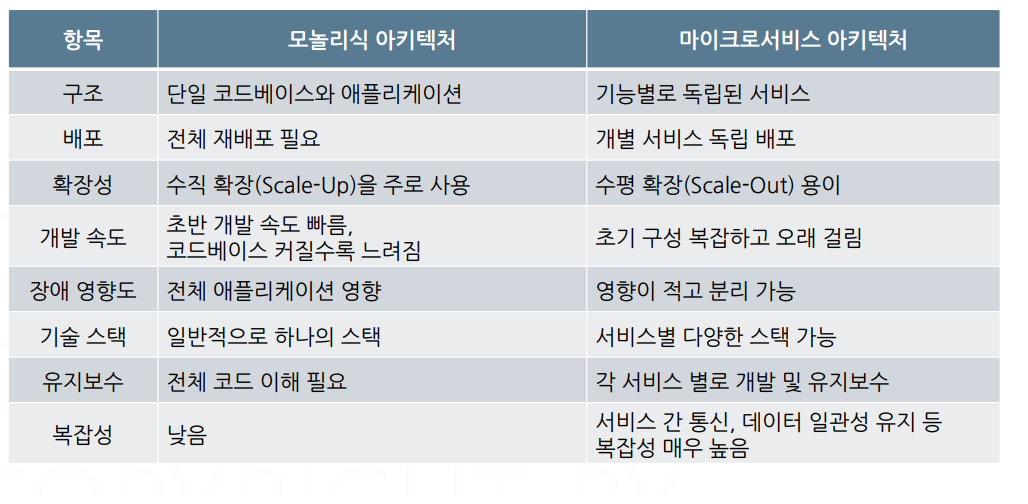 항목 모놀리식 아키텍처 마이크로서비스 아키텍처
구조 단일 코드베이스와 애플리케이션 기능별로 독립된 서비스
배포 전체 재배포 필요 개별 서비스 독립 배포
확장성 수직 확장(Scale-Up)을 주로 사용 수평 확장(Scale-Out) 용이
개발 속도 초반 개발 속도 빠름,
코드베이스 커질수록 느려짐 초기 구성 복잡하고 오래 걸림
장애 영향도 전체 애플리케이션 영향 영향이 적고 분리 가능
기술 스택 일반적으로 하나의 스택 서비스별 다양한 스택 가능
유지보수 전체 코드 이해 필요 각 서비스 별로 개발 및 유지보수
복잡성 낮음 서비스 간 통신, 데이터 일관성 유지 등
복잡성 매우 높음